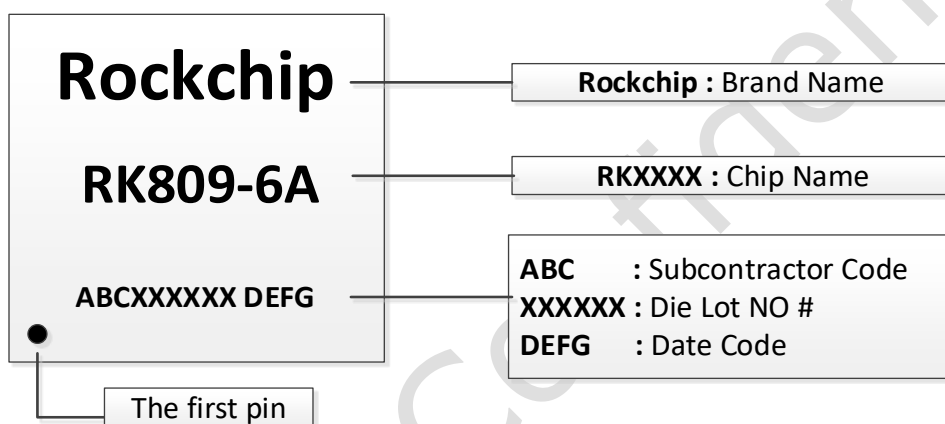 Rockchip
Rockchip : Brand Name
RK809-6A
RKXXXX : Chip Name
ABCXXXXXX DEFG
ABC : Subcontractor Code
XXXXXX : Die Lot NO #
DEFG : Date Code
The first pin